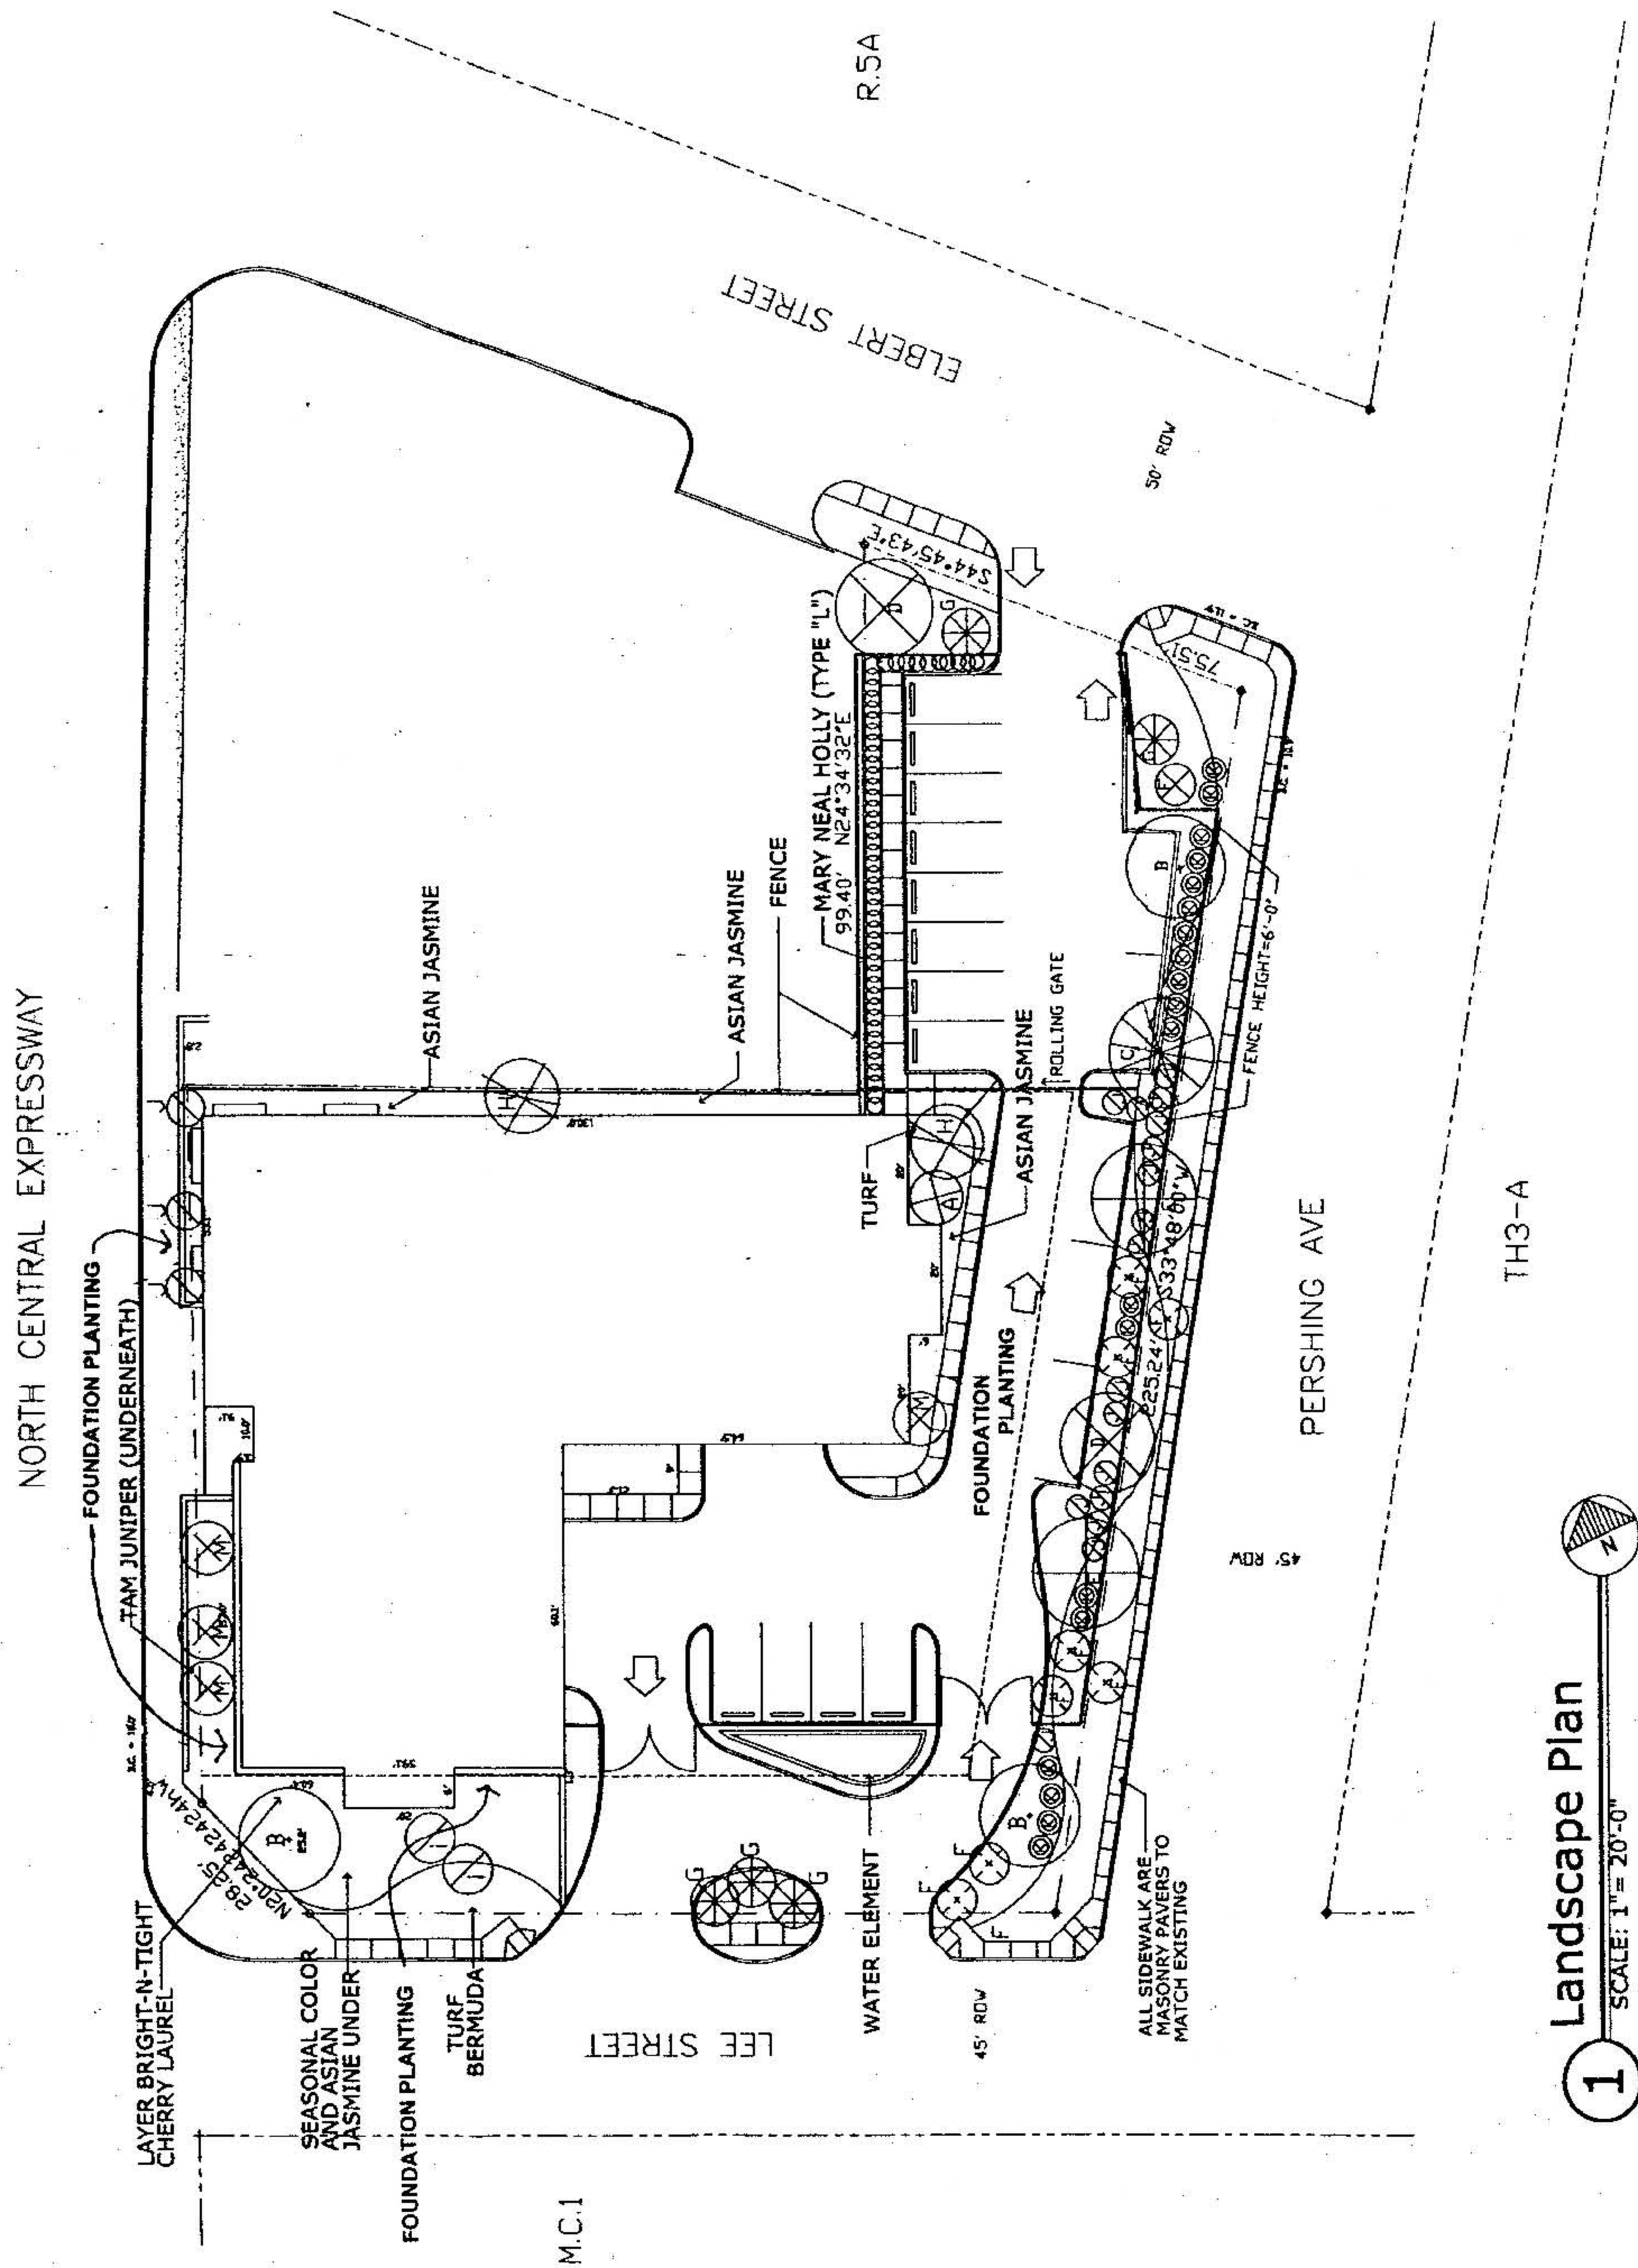 NORTH CENTRAL EXPRESSWAY
FOUNDATION PLANTING
TAM JUNIPER (UNDERNEATH)
LAYER BRIGHT-N-TIGHT
CHERRY LAUREL
28.25'
SEASONAL COLOR
AND ASIAN
JASMINE UNDER
FOUNDATION PLANTING
TURF
BERMUDA
LEE STREET
M.C.1
ASIAN JASMINE
ASIAN JASMINE
FENCE
MARY NEAL HOLLY (TYPE "L")
99.40' N24°34'32"E
ELBERT STREET
R.5A
50' ROW
S44°45'43"E
75.51'
TURF
ASIAN JASMINE
ROLLING GATE
FENCE HEIGHT=6'-0"
FOUNDATION
PLANTING
225.24' S33°48'00"W
WATER ELEMENT
45' ROW
ALL SIDEWALK ARE
MASONRY PAVERS TO
MATCH EXISTING
PERSHING AVE
45' ROW
TH3-A
M
M
M
B
H
H
A
M
D
G
G
G
G
B
C
D
B
F
F
F
N
1
Landscape Plan
SCALE: 1"= 20'-0"